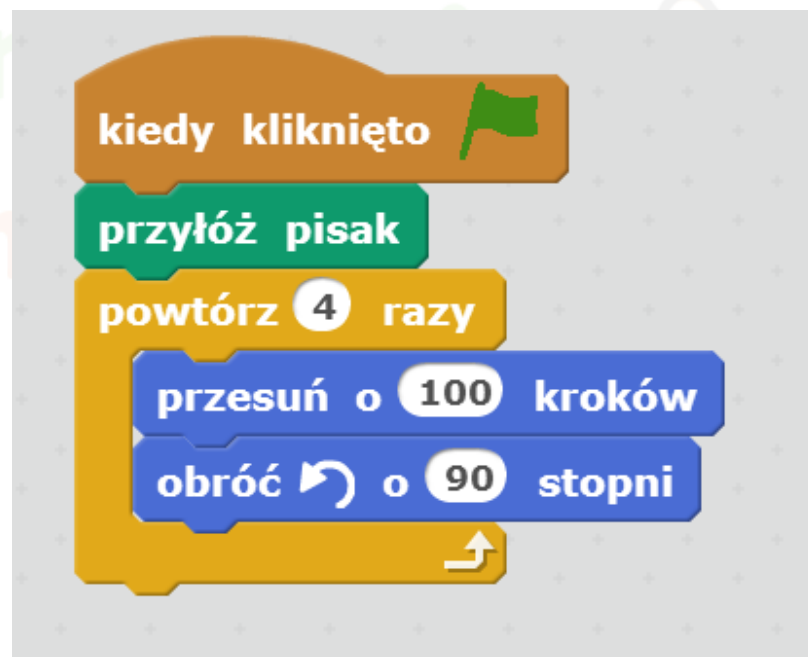 kiedy kliknięto
przyłóż pisak
powtórz 4 razy
przesuń o 100 kroków
obróć o 90 stopni